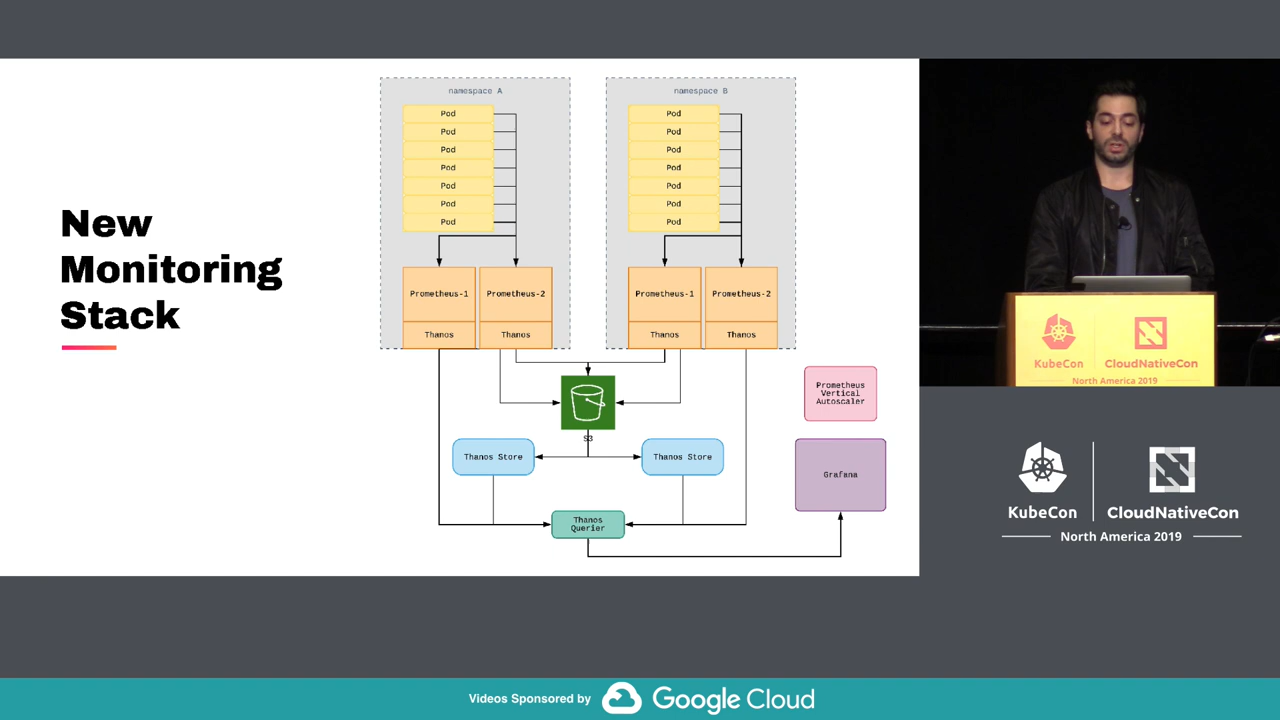 New
Monitoring
Stack
namespace A
Pod
Pod
Pod
Pod
Pod
Pod
Pod
Prometheus-1
Prometheus-2
Thanos
Thanos
namespace B
Pod
Pod
Pod
Pod
Pod
Pod
Pod
Prometheus-1
Prometheus-2
Thanos
Thanos
S3
Thanos Store
Thanos Store
Thanos
Querier
Prometheus
Vertical
Autoscaler
Grafana
KubeCon
CloudNativeCon
North America 2019
KubeCon
CloudNativeCon
North America 2019
Videos Sponsored by
Google Cloud